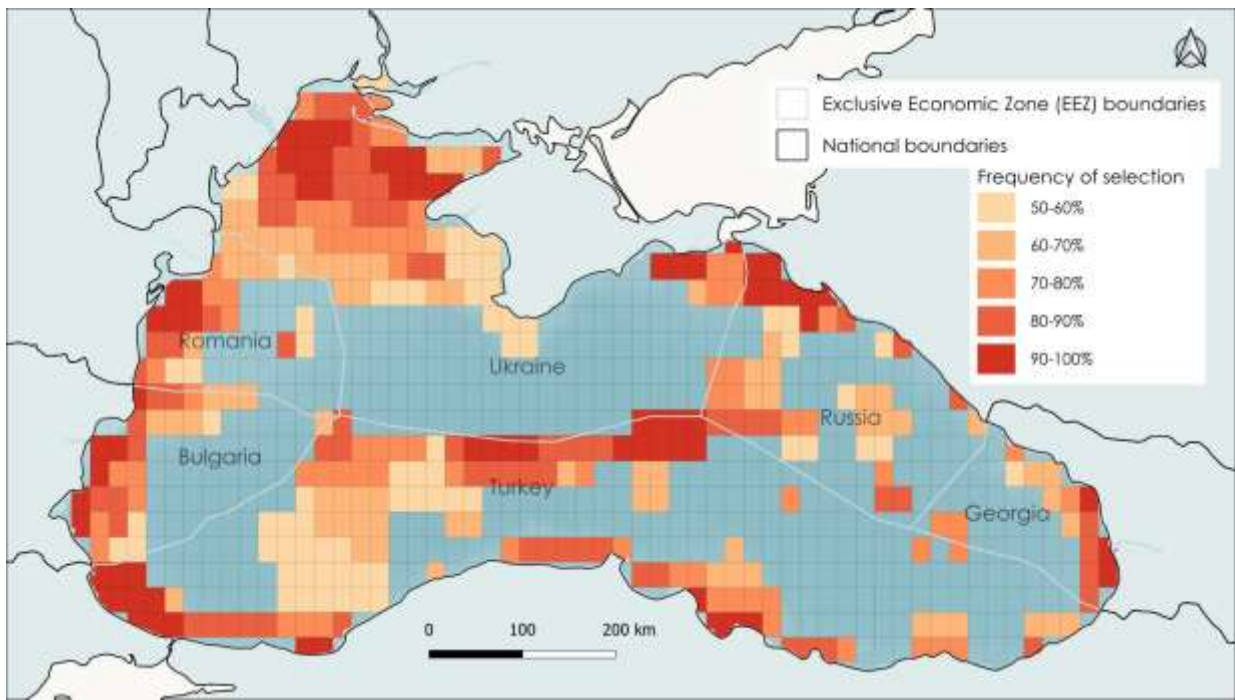 Exclusive Economic Zone (EEZ) boundaries
National boundaries
Frequency of selection
50-60%
60-70%
70-80%
80-90%
90-100%
Romania
Ukraine
Russia
Bulgaria
Turkey
Georgia
0 100 200 km